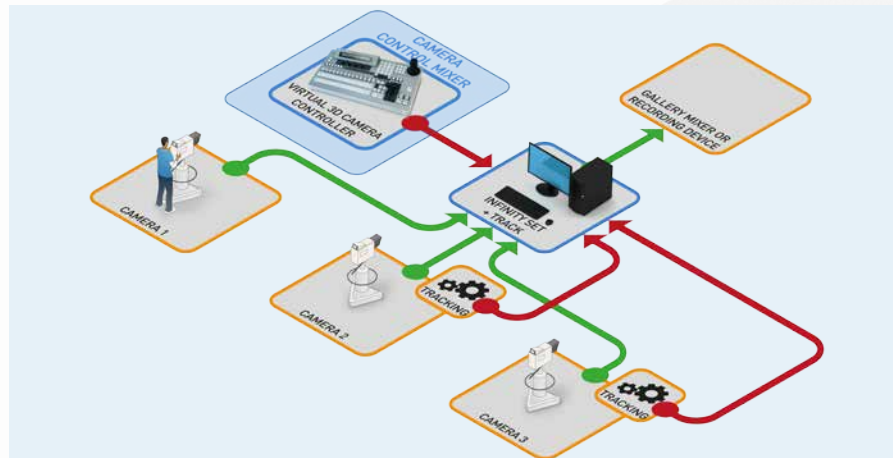 CAMERA
CONTROL MIXER
VIRTUAL 3D CAMERA
CONTROLLER
GALLERY MIXER OR
RECORDING DEVICE
CAMERA 1
INFINITY SET
+ TRACK
CAMERA 2
TRACKING
CAMERA 3
TRACKING